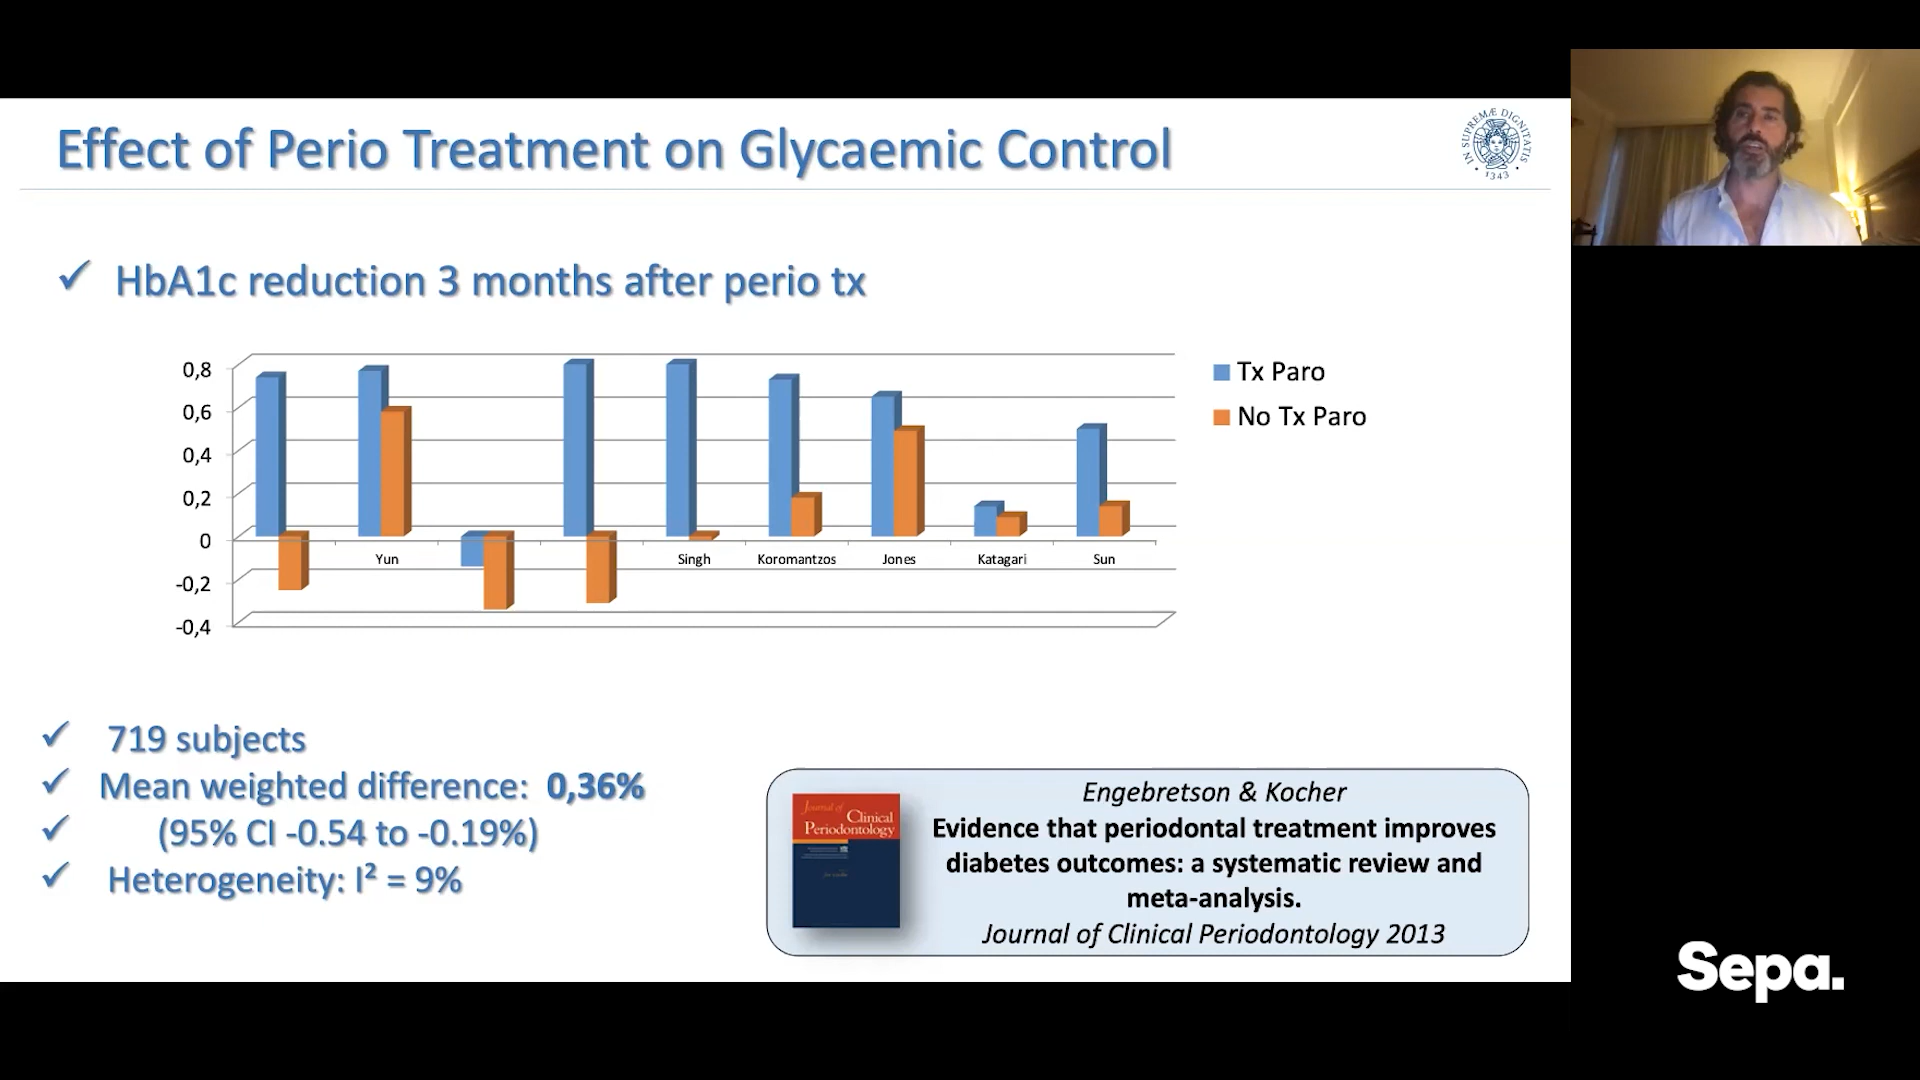 Effect of Perio Treatment on Glycaemic Control
IN SUPREMÆ DIGNITATIS
1343
✓ HbA1c reduction 3 months after perio tx
0,8
0,6
0,4
0,2
0
-0,2
-0,4
Yun
Singh
Koromantzos
Jones
Katagari
Sun
Tx Paro
No Tx Paro
✓ 719 subjects
✓ Mean weighted difference: 0,36%
✓ (95% CI -0.54 to -0.19%)
✓ Heterogeneity: I² = 9%
Journal of
Clinical
Periodontology
Engebretson & Kocher
Evidence that periodontal treatment improves
diabetes outcomes: a systematic review and
meta-analysis.
Journal of Clinical Periodontology 2013
Sepa.